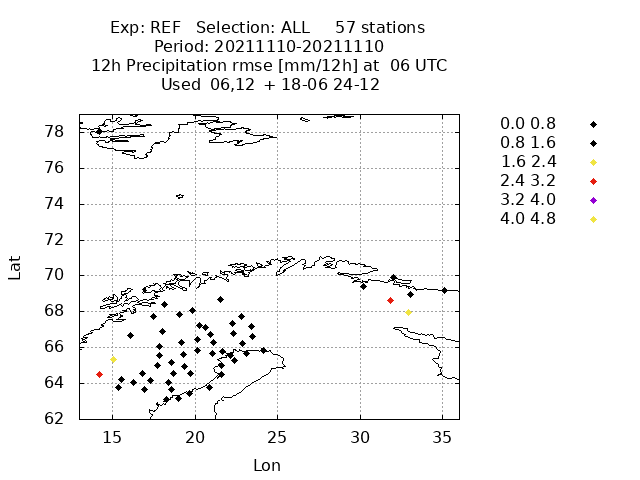 Exp: REF   Selection: ALL     57 stations
Period: 20211110-20211110
12h Precipitation rmse [mm/12h] at  06 UTC
Used  06,12  + 18-06 24-12
0.0 0.8
0.8 1.6
1.6 2.4
2.4 3.2
3.2 4.0
4.0 4.8
78
76
74
72
70
68
66
64
62
Lat
15 20 25 30 35
Lon